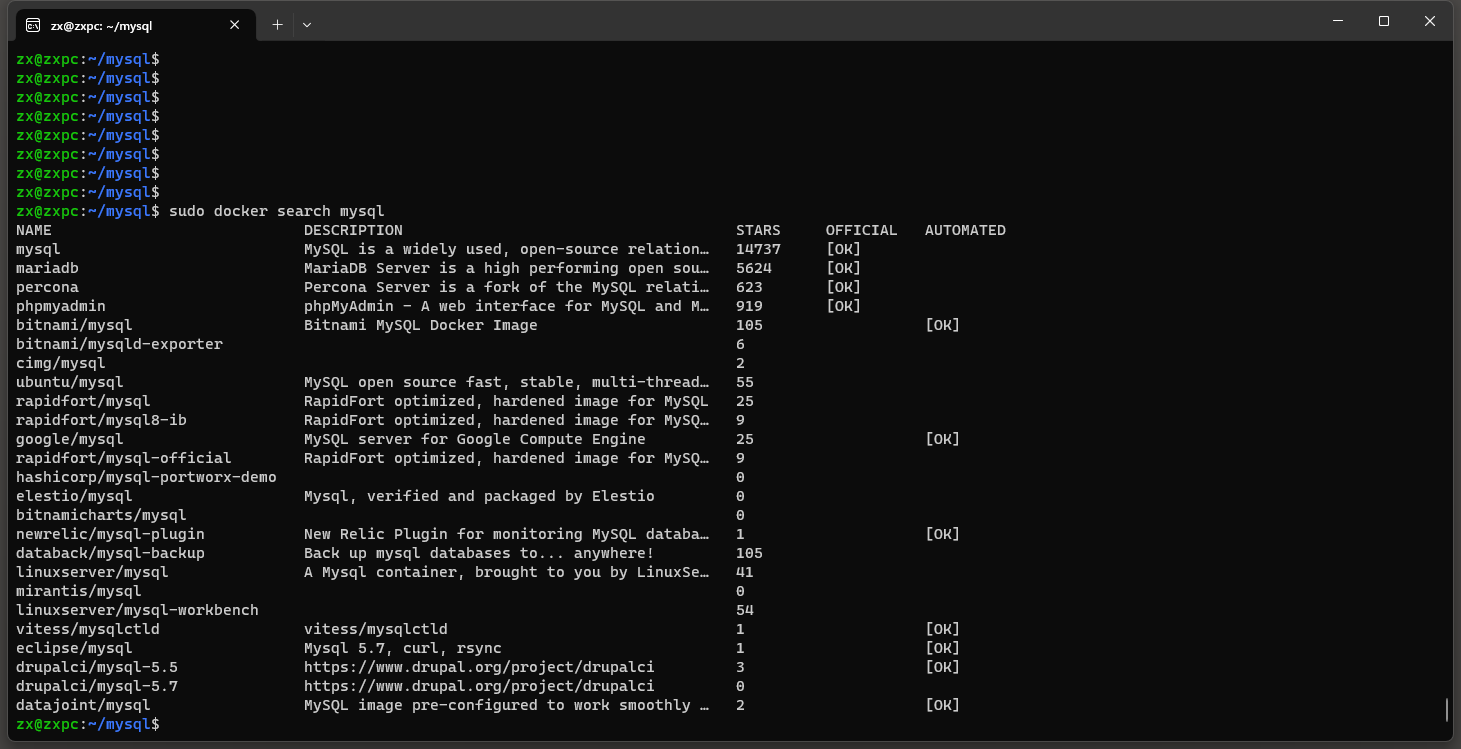 zx@zxpc: ~/mysql
zx@zxpc:~/mysql$
zx@zxpc:~/mysql$
zx@zxpc:~/mysql$
zx@zxpc:~/mysql$
zx@zxpc:~/mysql$
zx@zxpc:~/mysql$
zx@zxpc:~/mysql$
zx@zxpc:~/mysql$
zx@zxpc:~/mysql$ sudo docker search mysql
NAME DESCRIPTION STARS OFFICIAL AUTOMATED
mysql MySQL is a widely used, open-source relation… 14737 [OK]
mariadb MariaDB Server is a high performing open sou… 5624 [OK]
percona Percona Server is a fork of the MySQL relati… 623 [OK]
phpmyadmin phpMyAdmin - A web interface for MySQL and M… 919 [OK]
bitnami/mysql Bitnami MySQL Docker Image 105 [OK]
bitnami/mysqld-exporter 6
cimg/mysql 2
ubuntu/mysql MySQL open source fast, stable, multi-thread… 55
rapidfort/mysql RapidFort optimized, hardened image for MySQL 25
rapidfort/mysql8-ib RapidFort optimized, hardened image for MySQ… 9
google/mysql MySQL server for Google Compute Engine 25 [OK]
rapidfort/mysql-official RapidFort optimized, hardened image for MySQ… 9
hashicorp/mysql-portworx-demo 0
elestio/mysql Mysql, verified and packaged by Elestio 0
bitnamicharts/mysql 0
newrelic/mysql-plugin New Relic Plugin for monitoring MySQL databa… 1 [OK]
databack/mysql-backup Back up mysql databases to... anywhere! 105
linuxserver/mysql A Mysql container, brought to you by LinuxSe… 41
mirantis/mysql 0
linuxserver/mysql-workbench 54
vitess/mysqlctld vitess/mysqlctld 1 [OK]
eclipse/mysql Mysql 5.7, curl, rsync 1 [OK]
drupalci/mysql-5.5 https://www.drupal.org/project/drupalci 3 [OK]
drupalci/mysql-5.7 https://www.drupal.org/project/drupalci 0
datajoint/mysql MySQL image pre-configured to work smoothly … 2 [OK]
zx@zxpc:~/mysql$